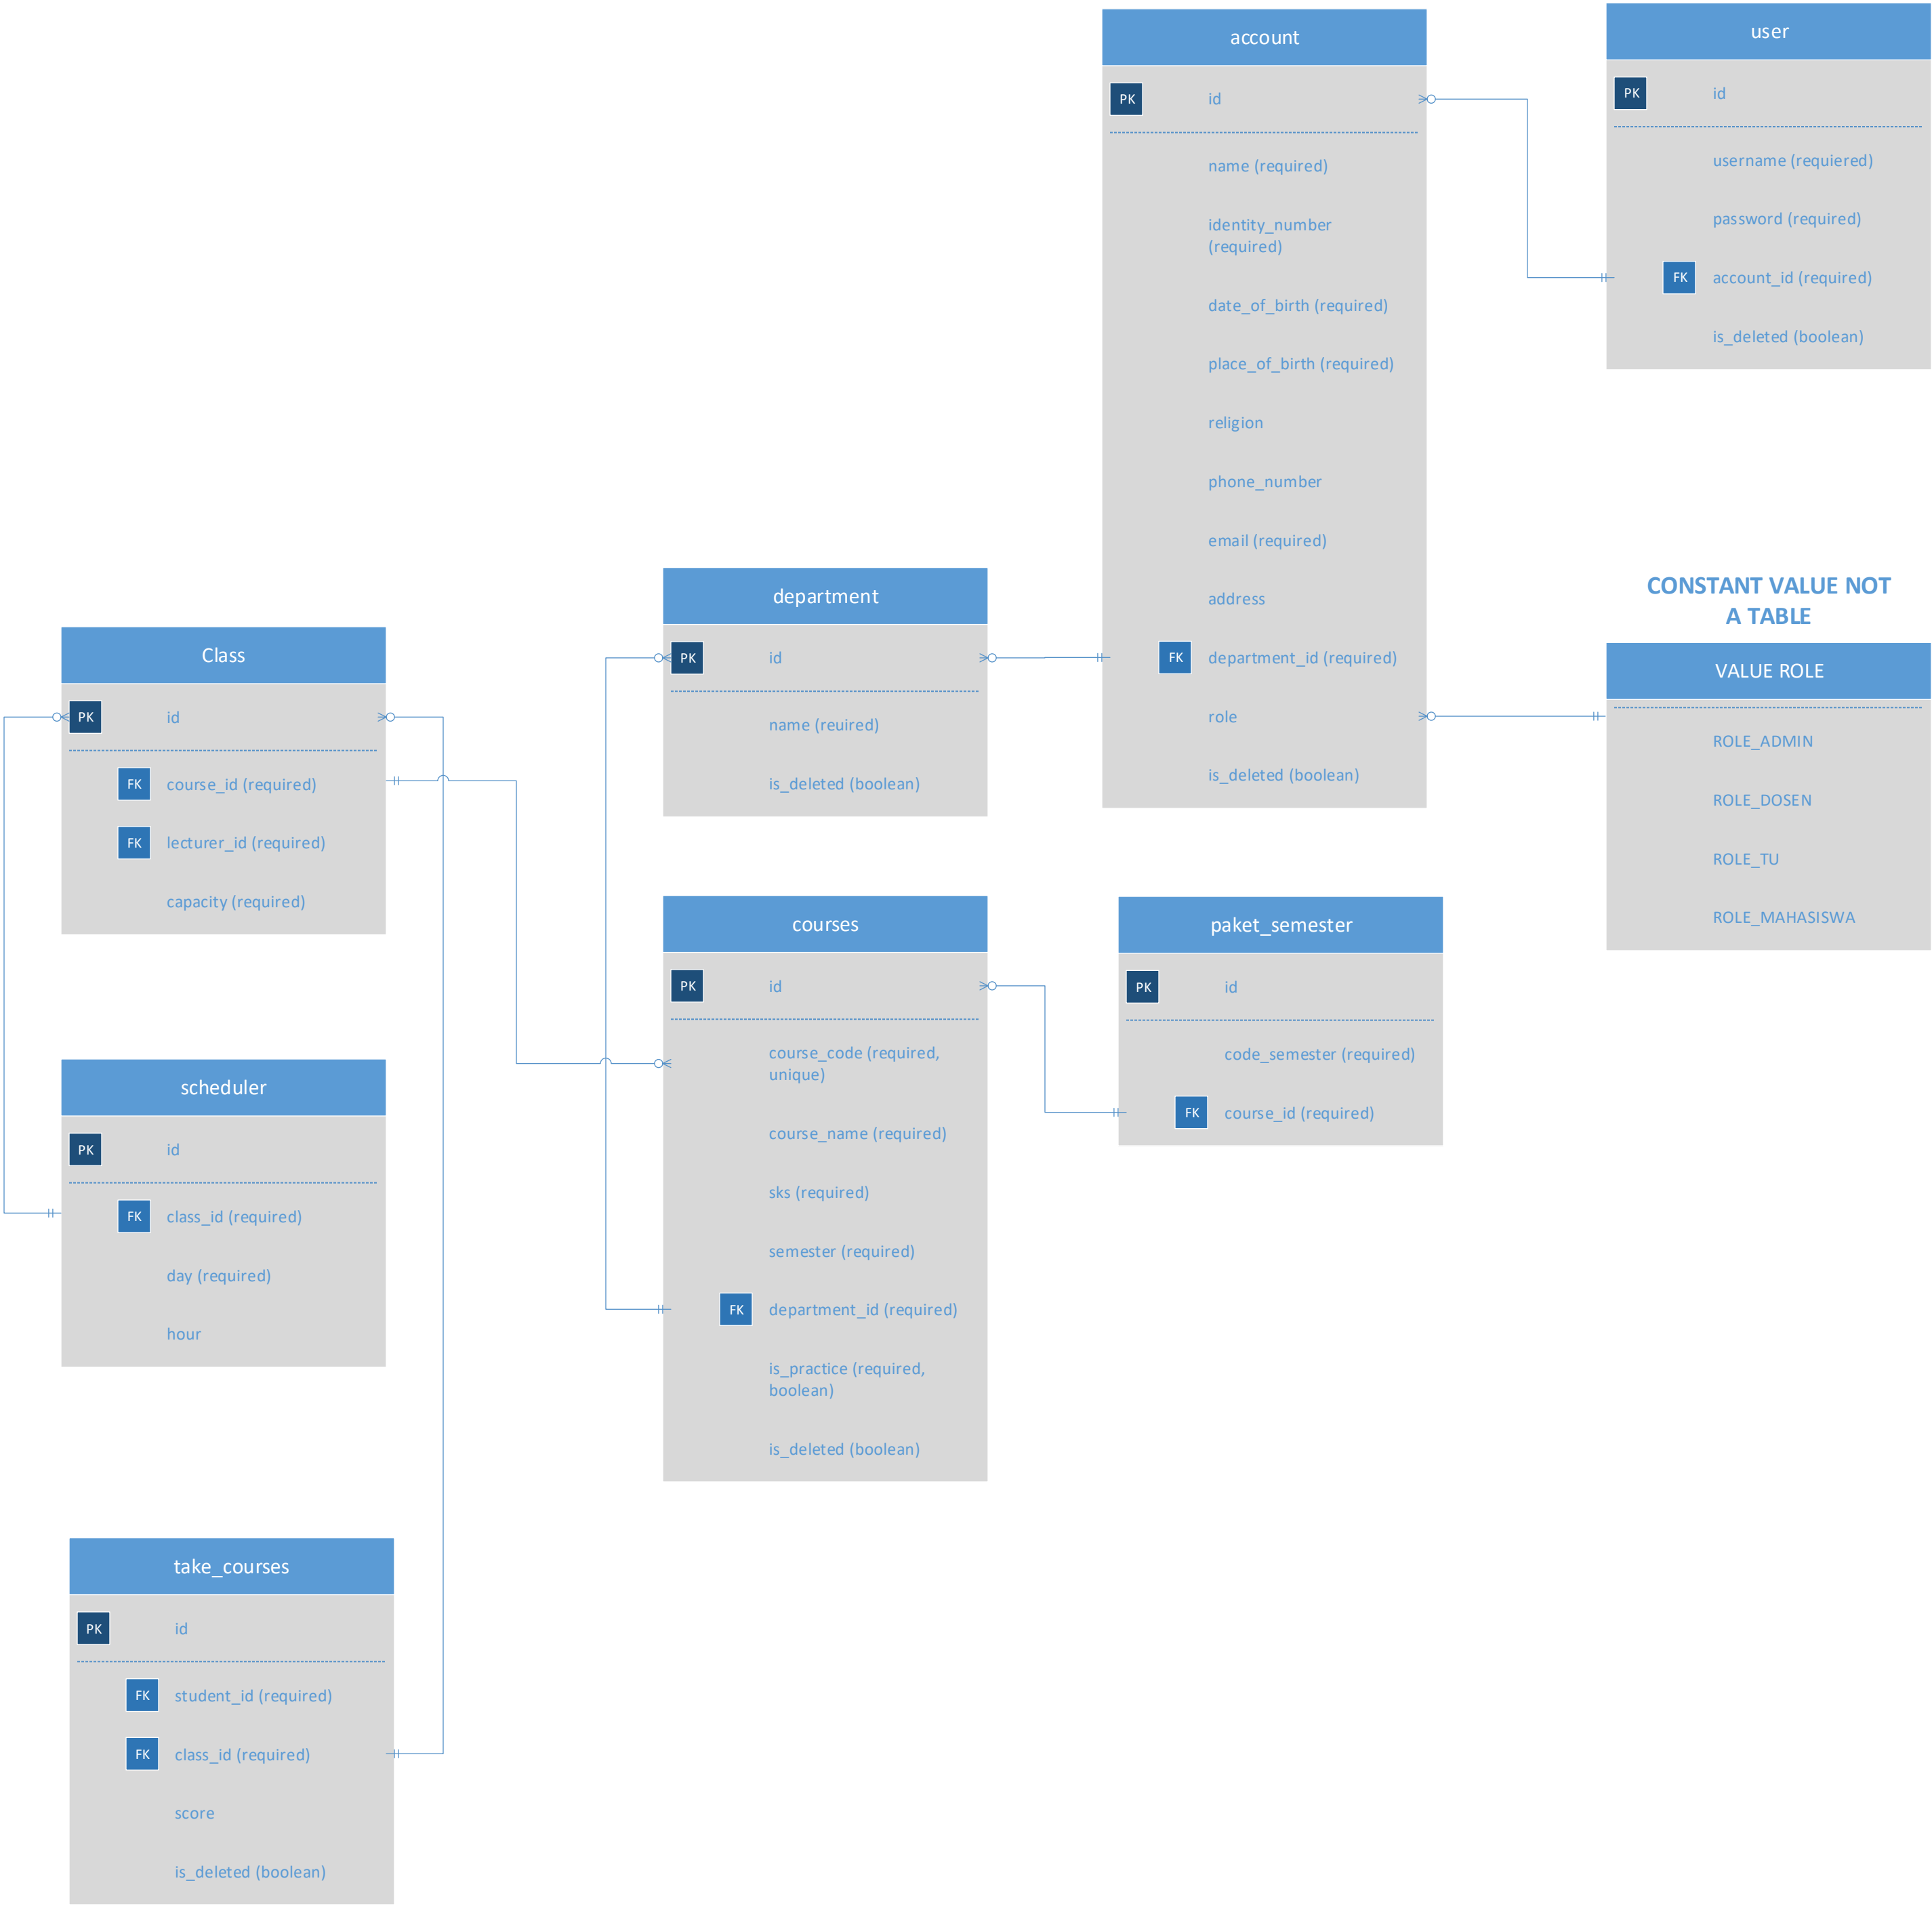 account
PK
id
name (required)
identity_number
(required)
date_of_birth (required)
place_of_birth (required)
religion
phone_number
email (required)
address
FK
department_id (required)
role
is_deleted (boolean)
user
PK
id
username (requiered)
password (required)
FK
account_id (required)
is_deleted (boolean)
CONSTANT VALUE NOT
A TABLE
VALUE ROLE
ROLE_ADMIN
ROLE_DOSEN
ROLE_TU
ROLE_MAHASISWA
department
PK
id
name (reuired)
is_deleted (boolean)
Class
PK
id
FK
course_id (required)
FK
lecturer_id (required)
capacity (required)
courses
PK
id
course_code (required,
unique)
course_name (required)
sks (required)
semester (required)
FK
department_id (required)
is_practice (required,
boolean)
is_deleted (boolean)
paket_semester
PK
id
code_semester (required)
FK
course_id (required)
scheduler
PK
id
FK
class_id (required)
day (required)
hour
take_courses
PK
id
FK
student_id (required)
FK
class_id (required)
score
is_deleted (boolean)